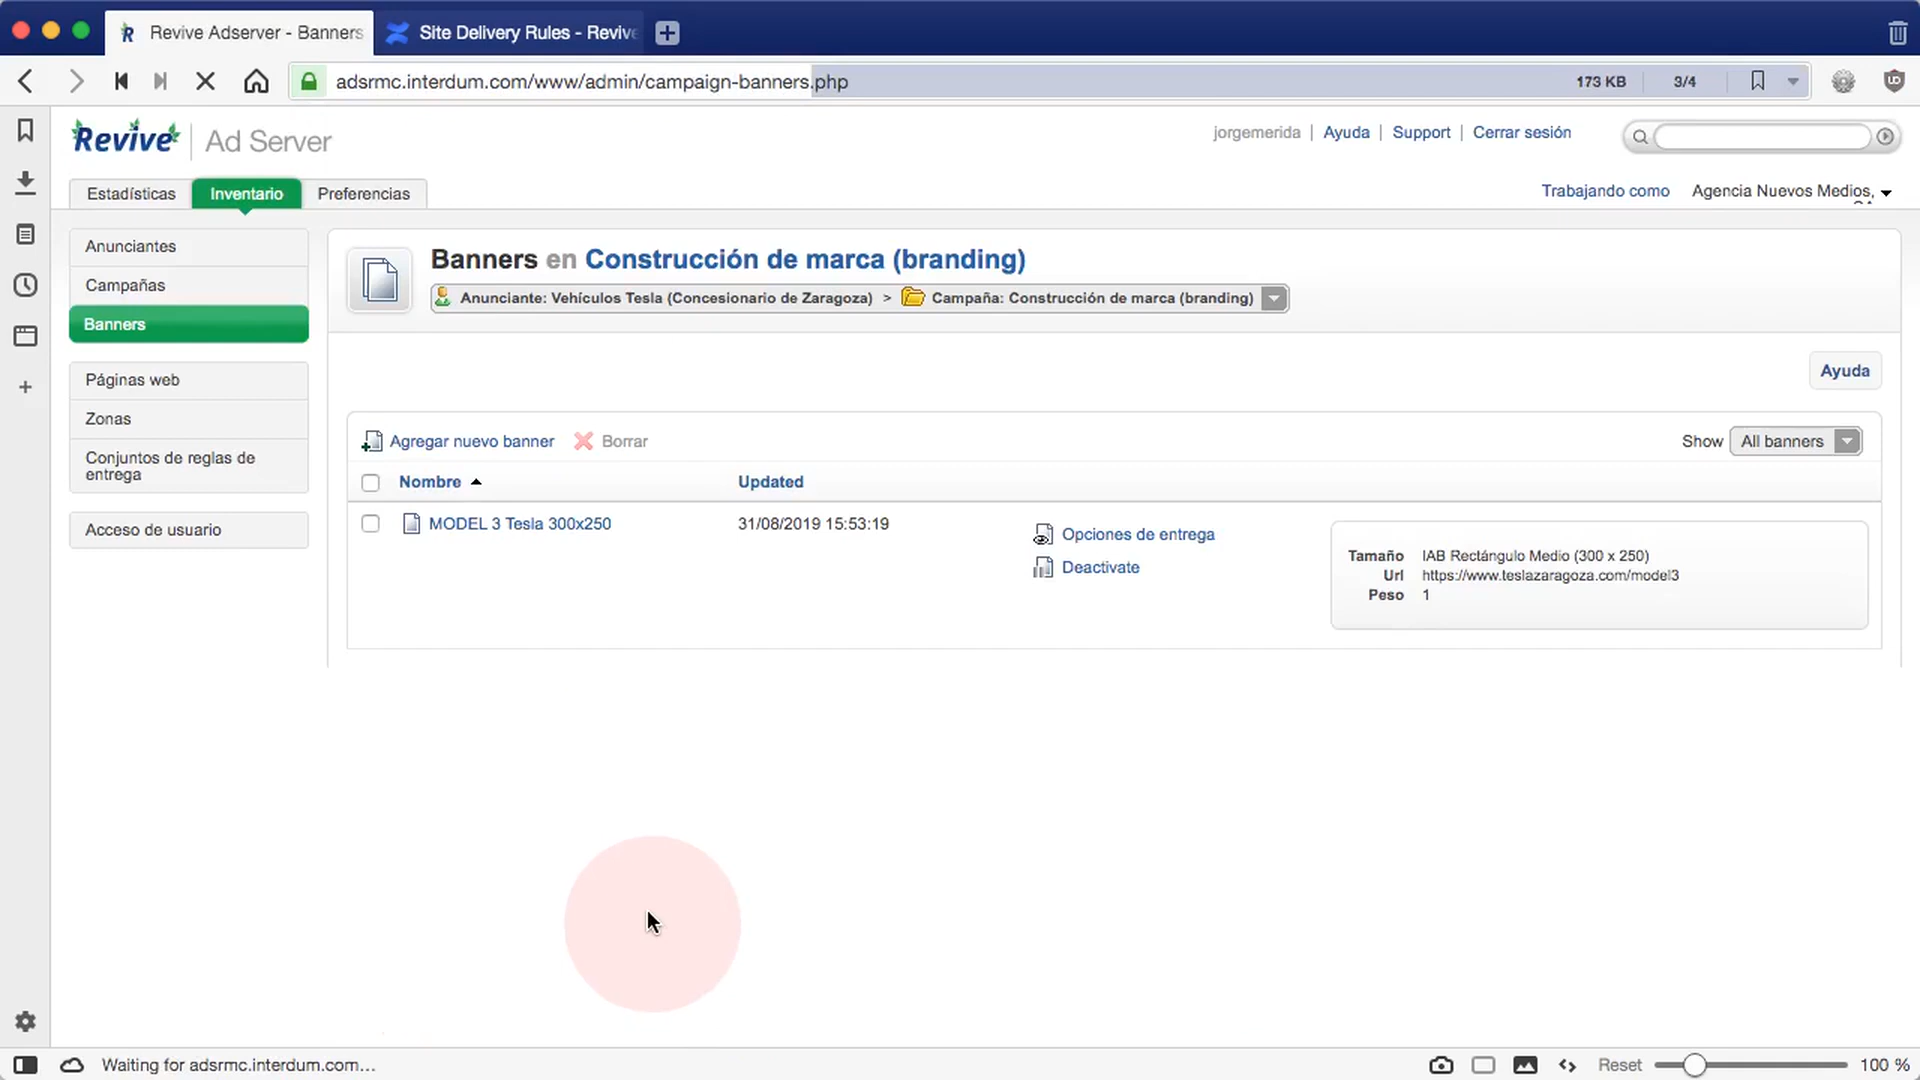 Revive Adserver - Banners
Site Delivery Rules - Revive
adsrmc.interdum.com/www/admin/campaign-banners.php
173 KB
3/4
Revive
Ad Server
jorgemerida | Ayuda | Support | Cerrar sesión
Estadísticas
Inventario
Preferencias
Trabajando como
Agencia Nuevos Medios,
Anunciantes
Campañas
Banners
Páginas web
Zonas
Conjuntos de reglas de
entrega
Acceso de usuario
Banners en Construcción de marca (branding)
Anunciante: Vehículos Tesla (Concesionario de Zaragoza) > Campaña: Construcción de marca (branding)
Ayuda
Agregar nuevo banner
Borrar
Show
All banners
Nombre
Updated
MODEL 3 Tesla 300x250
31/08/2019 15:53:19
Opciones de entrega
Deactivate
Tamaño IAB Rectángulo Medio (300 x 250)
Url https://www.teslazaragoza.com/model3
Peso 1
Waiting for adsrmc.interdum.com...
Reset
100 %